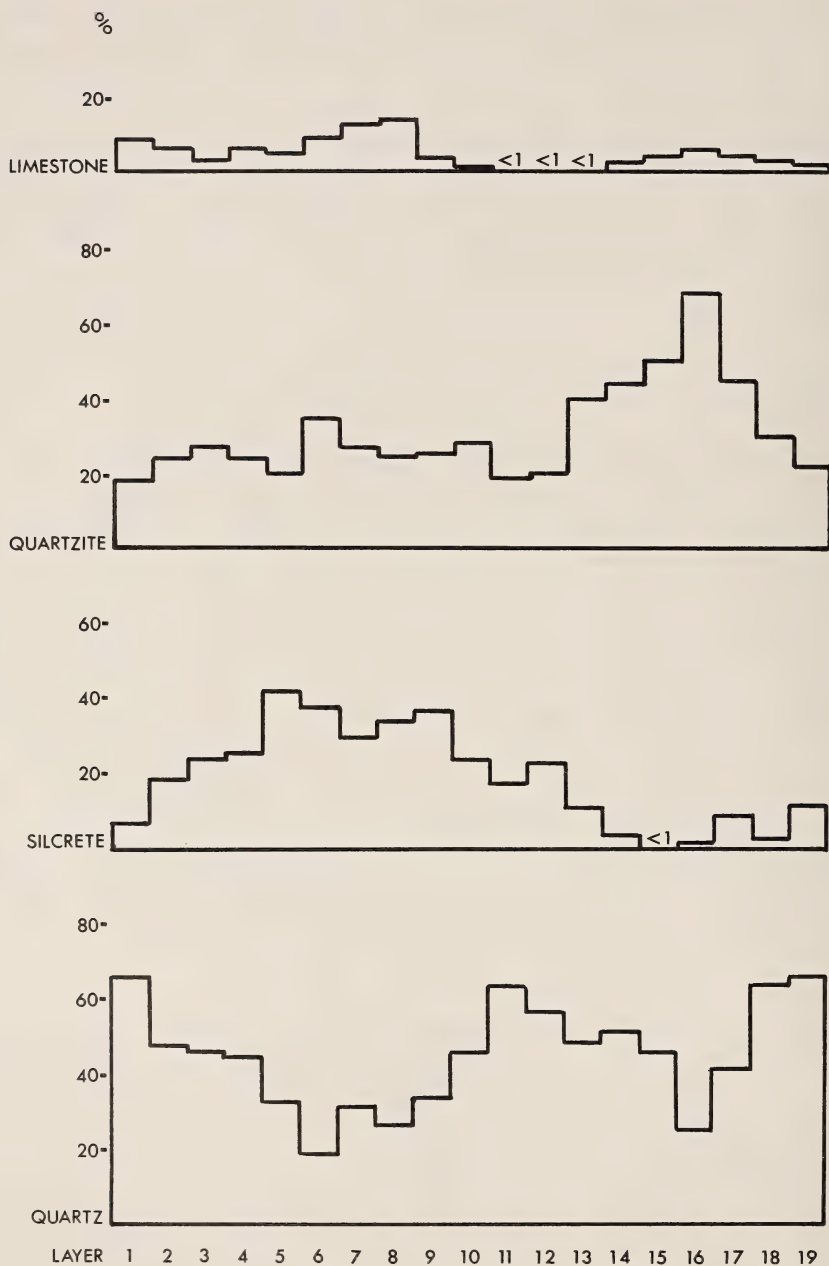 %
20-
LIMESTONE <1 <1 <1
80-
60-
40-
20-
QUARTZITE
60-
40-
20-
SILCRETE <1
80-
60-
40-
20-
QUARTZ
LAYER 1 2 3 4 5 6 7 8 9 10 11 12 13 14 15 16 17 18 19